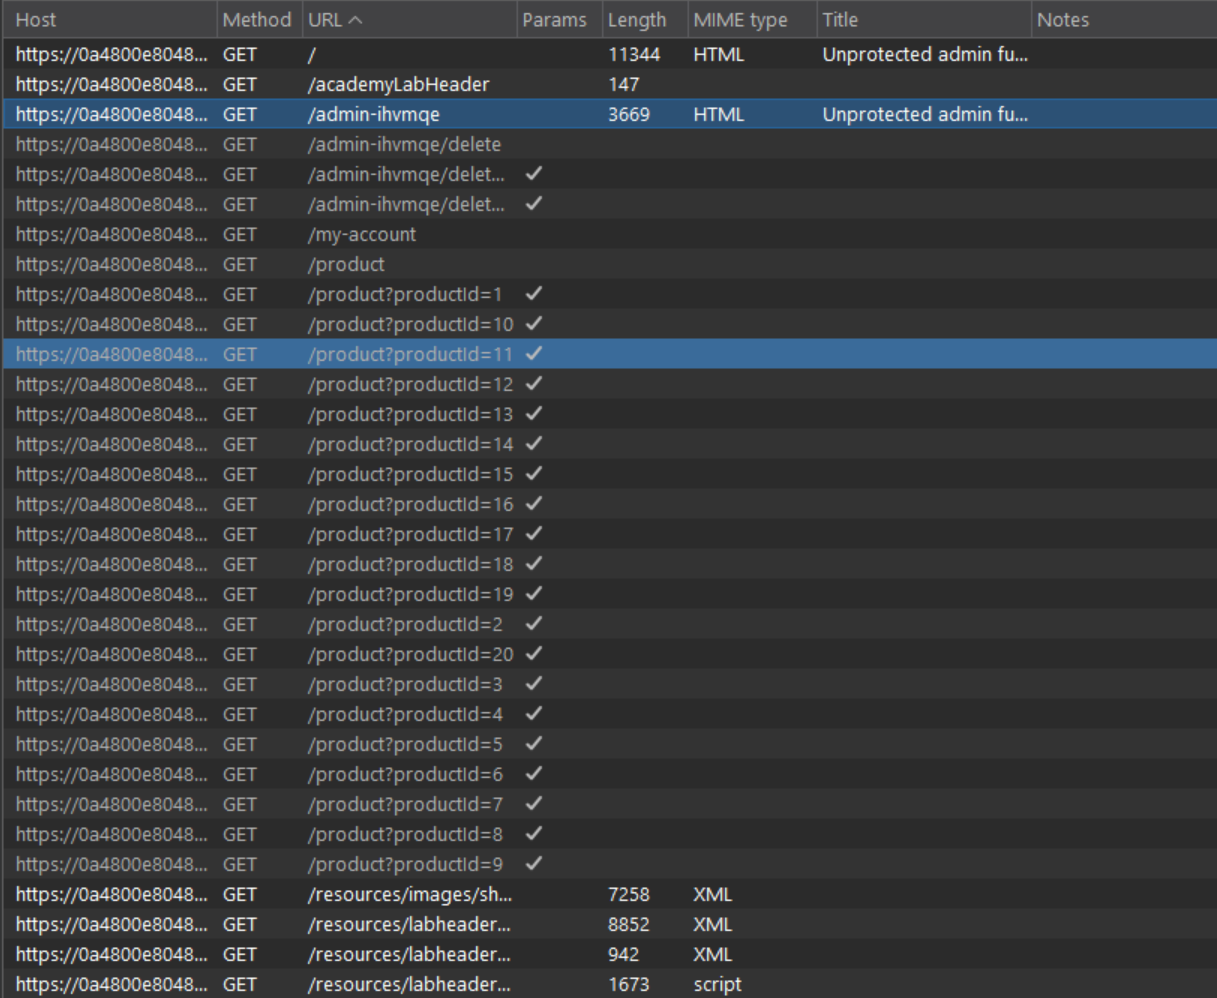 Host Method URL Params Length MIME type Title Notes
https://0a4800e8048... GET / 11344 HTML Unprotected admin fu...
https://0a4800e8048... GET /academyLabHeader 147
https://0a4800e8048... GET /admin-ihvmqe 3669 HTML Unprotected admin fu...
https://0a4800e8048... GET /admin-ihvmqe/delete
https://0a4800e8048... GET /admin-ihvmqe/delet... ✓
https://0a4800e8048... GET /admin-ihvmqe/delet... ✓
https://0a4800e8048... GET /my-account
https://0a4800e8048... GET /product
https://0a4800e8048... GET /product?productId=1 ✓
https://0a4800e8048... GET /product?productId=10 ✓
https://0a4800e8048... GET /product?productId=11 ✓
https://0a4800e8048... GET /product?productId=12 ✓
https://0a4800e8048... GET /product?productId=13 ✓
https://0a4800e8048... GET /product?productId=14 ✓
https://0a4800e8048... GET /product?productId=15 ✓
https://0a4800e8048... GET /product?productId=16 ✓
https://0a4800e8048... GET /product?productId=17 ✓
https://0a4800e8048... GET /product?productId=18 ✓
https://0a4800e8048... GET /product?productId=19 ✓
https://0a4800e8048... GET /product?productId=2 ✓
https://0a4800e8048... GET /product?productId=20 ✓
https://0a4800e8048... GET /product?productId=3 ✓
https://0a4800e8048... GET /product?productId=4 ✓
https://0a4800e8048... GET /product?productId=5 ✓
https://0a4800e8048... GET /product?productId=6 ✓
https://0a4800e8048... GET /product?productId=7 ✓
https://0a4800e8048... GET /product?productId=8 ✓
https://0a4800e8048... GET /product?productId=9 ✓
https://0a4800e8048... GET /resources/images/sh... 7258 XML
https://0a4800e8048... GET /resources/labheader... 8852 XML
https://0a4800e8048... GET /resources/labheader... 942 XML
https://0a4800e8048... GET /resources/labheader... 1673 script